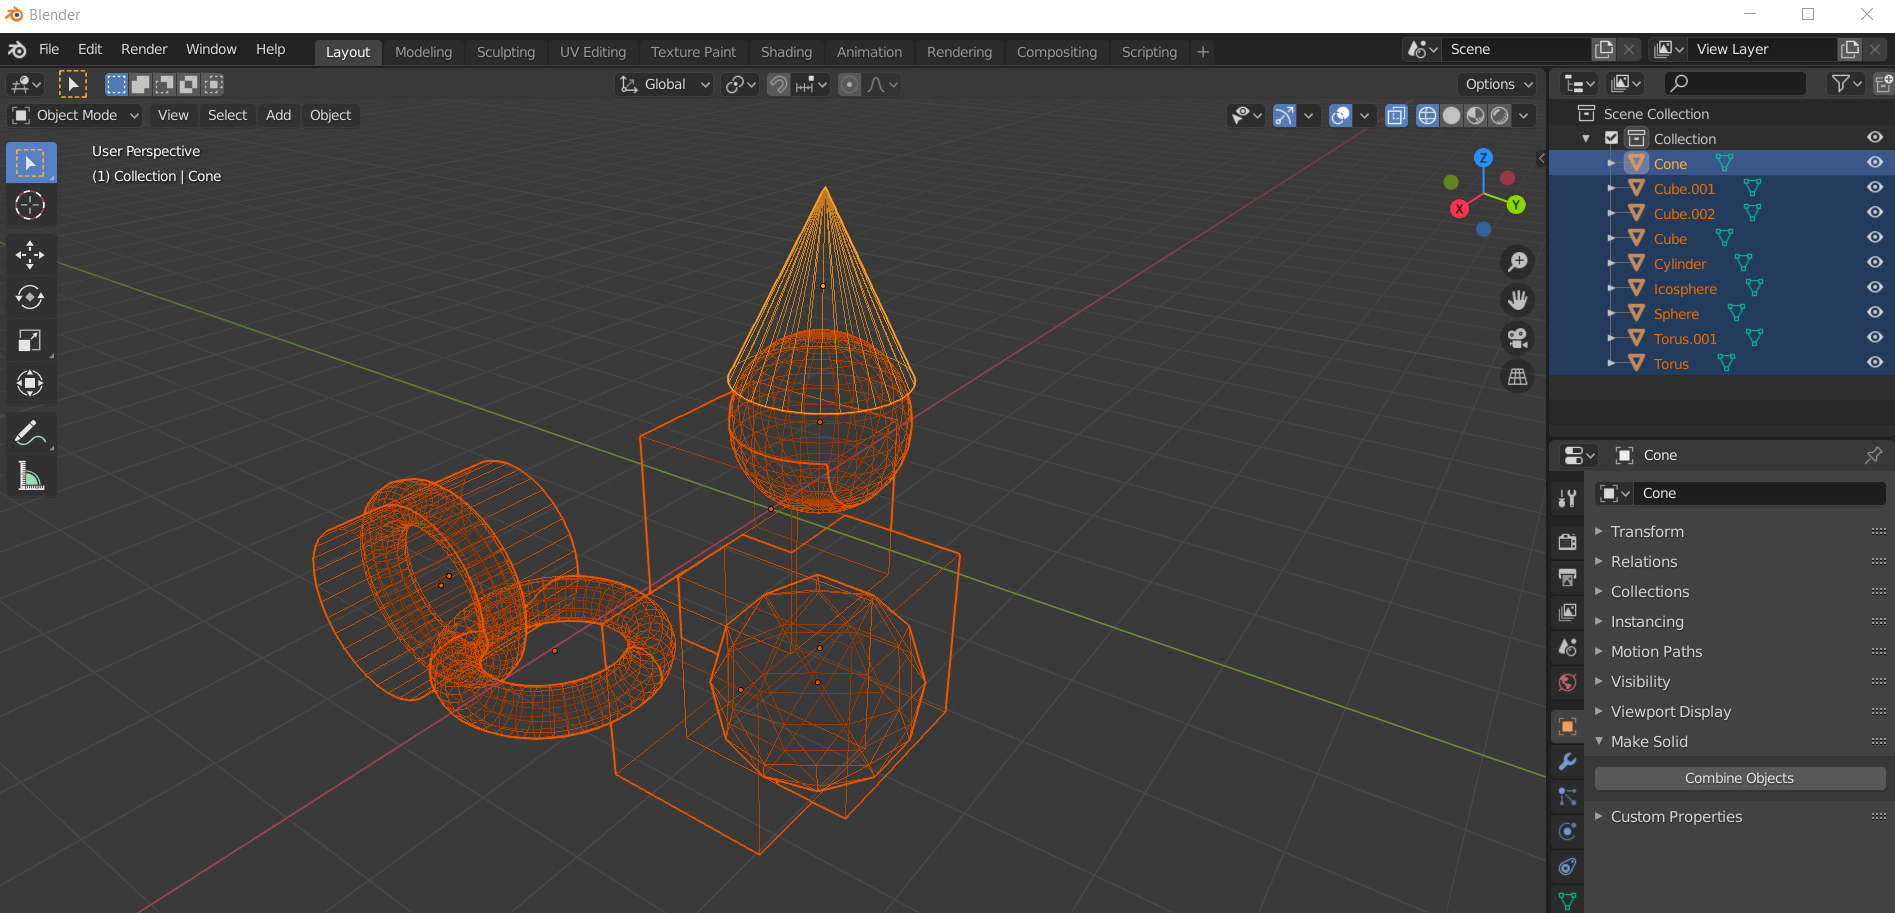 Blender
File Edit Render Window Help Layout Modeling Sculpting UV Editing Texture Paint Shading Animation Rendering Compositing Scripting + Scene View Layer
Global Options
Object Mode View Select Add Object
User Perspective
(1) Collection | Cone
Z
Y
X
Scene Collection
Collection
Cone
Cube.001
Cube.002
Cube
Cylinder
Icosphere
Sphere
Torus.001
Torus
Cone
Cone
Transform
Relations
Collections
Instancing
Motion Paths
Visibility
Viewport Display
Make Solid
Combine Objects
Custom Properties